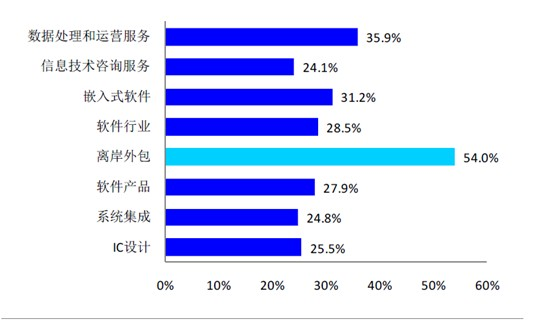 数据处理和运营服务 35.9%
信息技术咨询服务 24.1%
嵌入式软件 31.2%
软件行业 28.5%
离岸外包 54.0%
软件产品 27.9%
系统集成 24.8%
IC设计 25.5%
0% 10% 20% 30% 40% 50% 60%